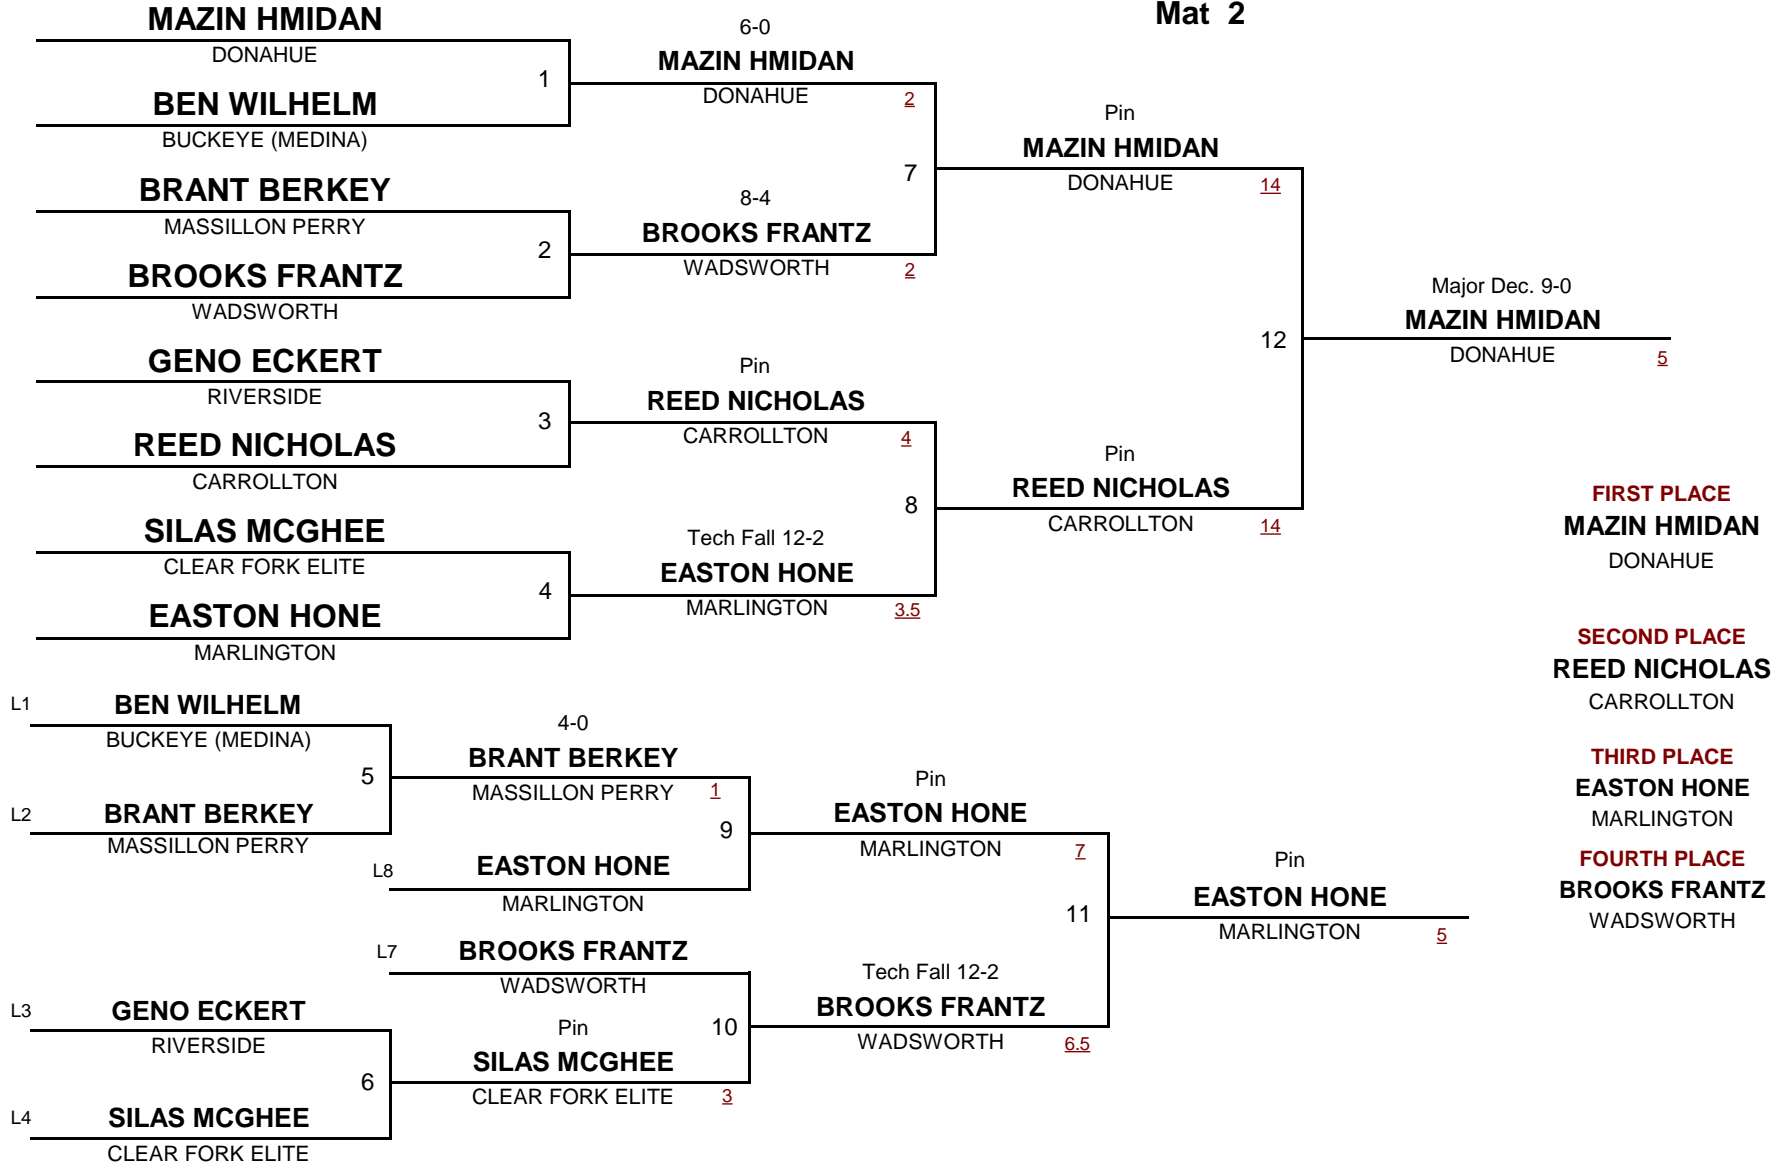 Mat 2
MAZIN HMIDAN
DONAHUE
1
BEN WILHELM
BUCKEYE (MEDINA)
6-0
MAZIN HMIDAN
DONAHUE 2
BRANT BERKEY
MASSILLON PERRY
2
BROOKS FRANTZ
WADSWORTH
8-4
BROOKS FRANTZ
WADSWORTH 2
7
Pin
MAZIN HMIDAN
DONAHUE 14
GENO ECKERT
RIVERSIDE
3
REED NICHOLAS
CARROLLTON
Pin
REED NICHOLAS
CARROLLTON 4
SILAS MCGHEE
CLEAR FORK ELITE
4
EASTON HONE
MARLINGTON
Tech Fall 12-2
EASTON HONE
MARLINGTON 3.5
8
Pin
REED NICHOLAS
CARROLLTON 14
12
Major Dec. 9-0
MAZIN HMIDAN
DONAHUE 5
FIRST PLACE
MAZIN HMIDAN
DONAHUE
SECOND PLACE
REED NICHOLAS
CARROLLTON
THIRD PLACE
EASTON HONE
MARLINGTON
FOURTH PLACE
BROOKS FRANTZ
WADSWORTH
L1 BEN WILHELM
BUCKEYE (MEDINA)
5
L2 BRANT BERKEY
MASSILLON PERRY
4-0
BRANT BERKEY
MASSILLON PERRY 1
9
L8 EASTON HONE
MARLINGTON
Pin
EASTON HONE
MARLINGTON 7
L7 BROOKS FRANTZ
WADSWORTH
10
L3 GENO ECKERT
RIVERSIDE
6
L4 SILAS MCGHEE
CLEAR FORK ELITE
Pin
SILAS MCGHEE
CLEAR FORK ELITE 3
Tech Fall 12-2
BROOKS FRANTZ
WADSWORTH 6.5
11
Pin
EASTON HONE
MARLINGTON 5